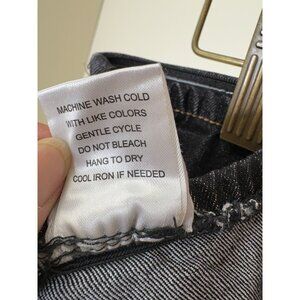 MACHINE WASH COLD
WITH LIKE COLORS
GENTLE CYCLE
DO NOT BLEACH
HANG TO DRY
COOL IRON IF NEEDED